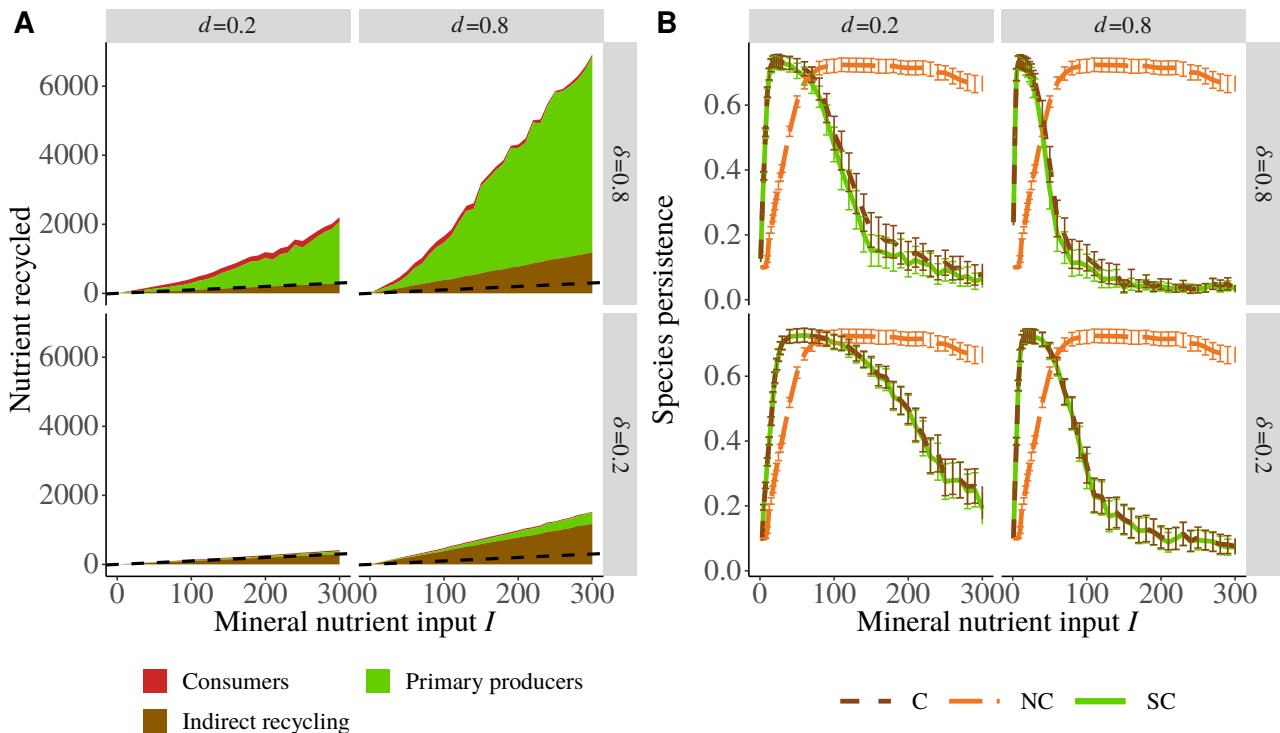 A
d=0.2
d=0.8
Nutrient recycled
6000
4000
2000
0
δ=0.8
6000
4000
2000
0
δ=0.2
0
100
200
300
0
100
200
300
Mineral nutrient input I
Consumers
Primary producers
Indirect recycling
B
d=0.2
d=0.8
Species persistence
0.6
0.4
0.2
0.0
δ=0.8
0.6
0.4
0.2
0.0
δ=0.2
0
100
200
300
0
100
200
300
Mineral nutrient input I
C
NC
SC